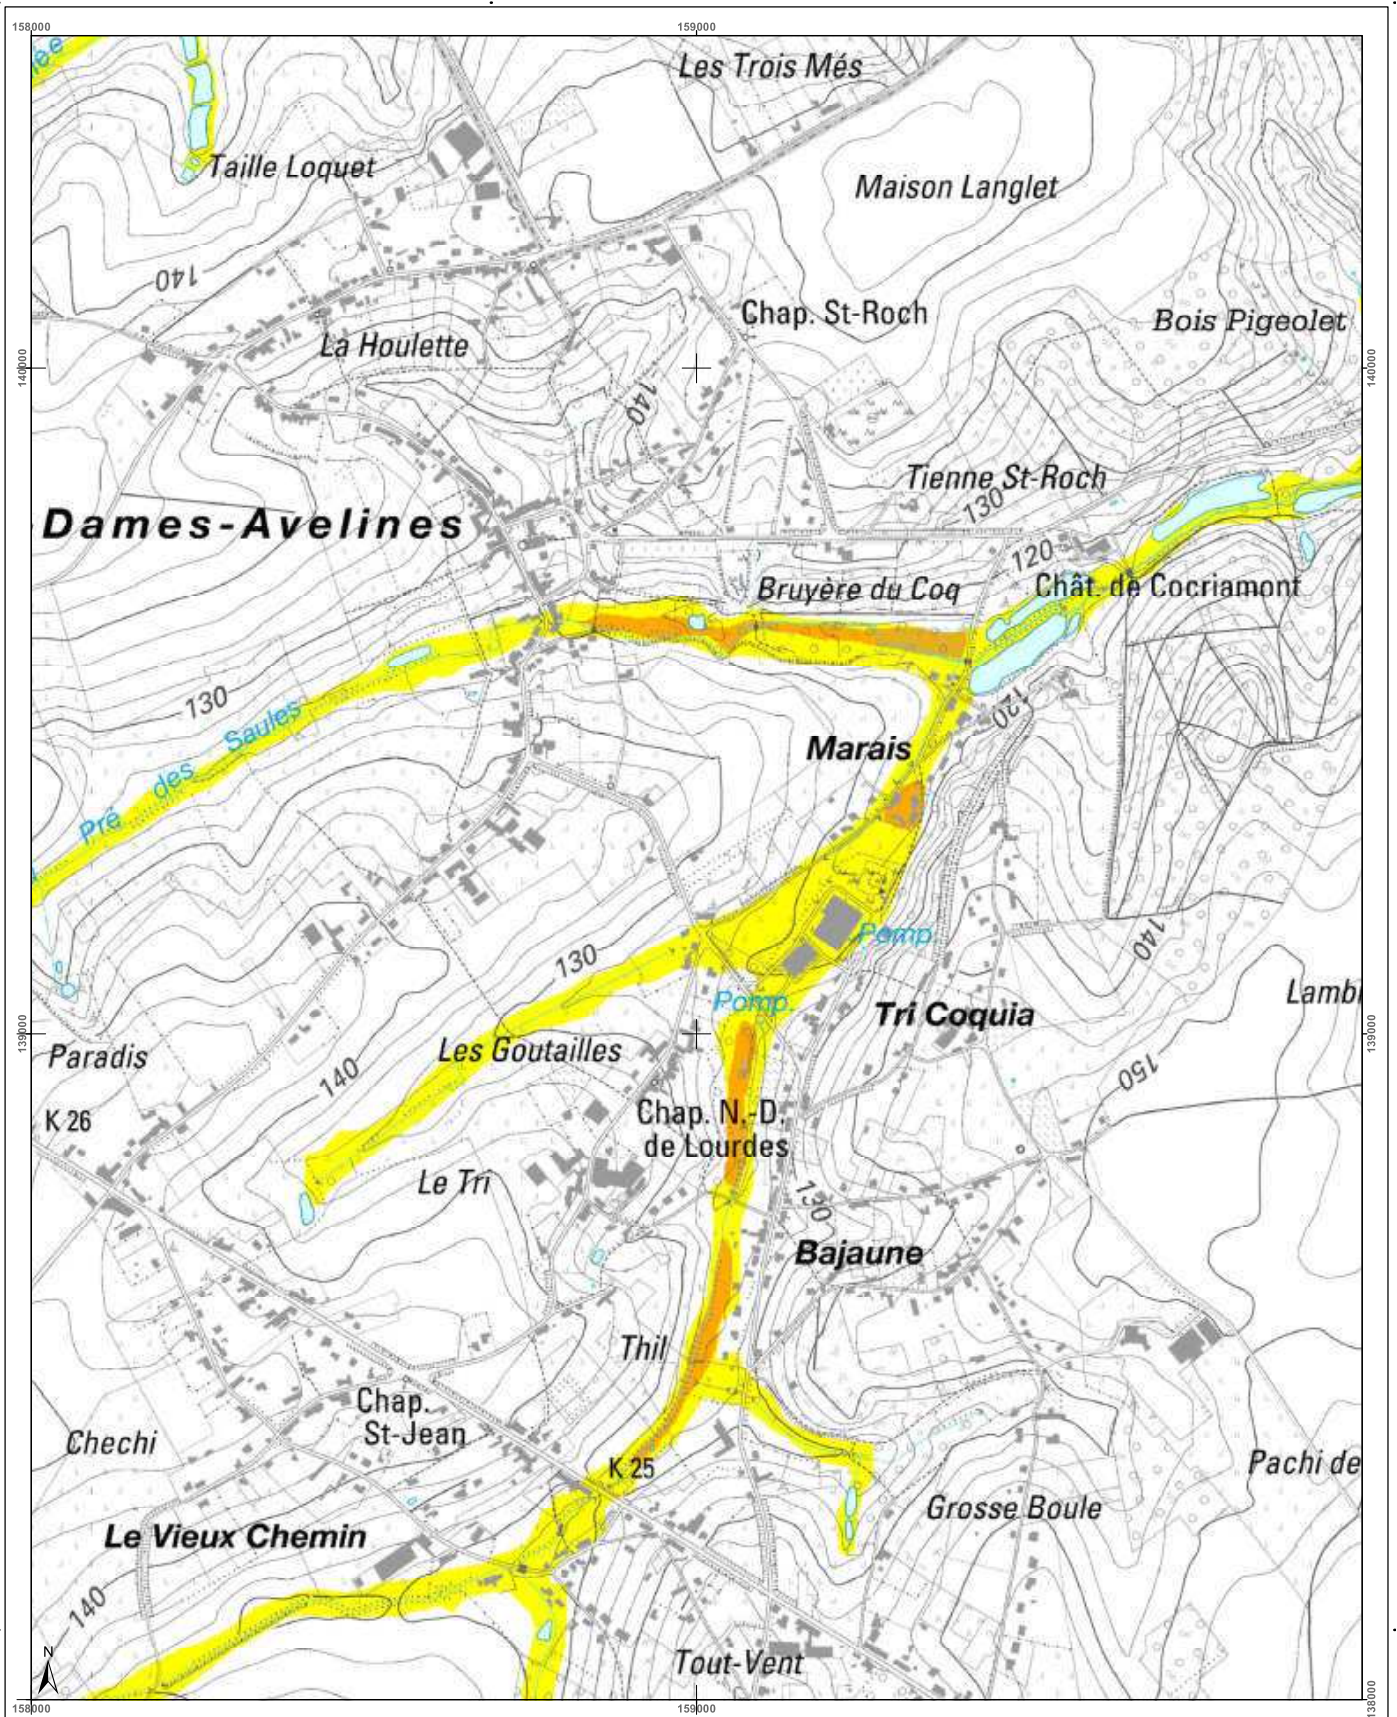 158000
159000
ée
Les Trois Més
Taille Loquet
Maison Langlet
140
Chap. St-Roch
Bois Pigeolet
La Houlette
140000
140000
140
Tienne St-Roch
130
-Dames-Avelines
120
Chât. de Cocriamont
Bruyère du Coq
130
Pré des Saules
120
Marais
Pomp.
140
130
Pomp.
Tri Coquia
Lambi
139000
139000
Paradis
Les Goutailles
140
150
K 26
Chap. N.-D.
de Lourdes
Le Tri
130
Bajaune
Thil
Chap.
St-Jean
Chechi
K 25
Pachi de
Grosse Boule
Le Vieux Chemin
140
N
Tout-Vent
158000
159000
138000